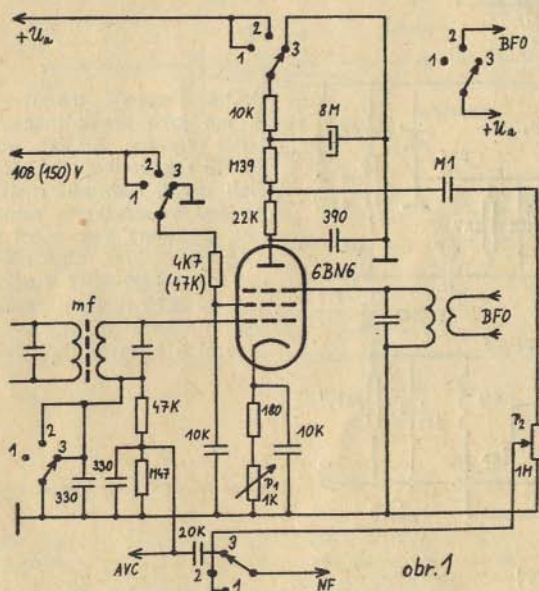 +Ua
2
3
1
2
BFO
1
3
+Ua
10K
8M
108 (150) V
2
3
1
M39
M1
22K
390
4K7
(47K)
6BN6
mf
BFO
47K
10K
180
10K
2
1
3
330
330
M47
P1
1K
P2
1M
20K
3
AVC
2
1
NF
obr.1